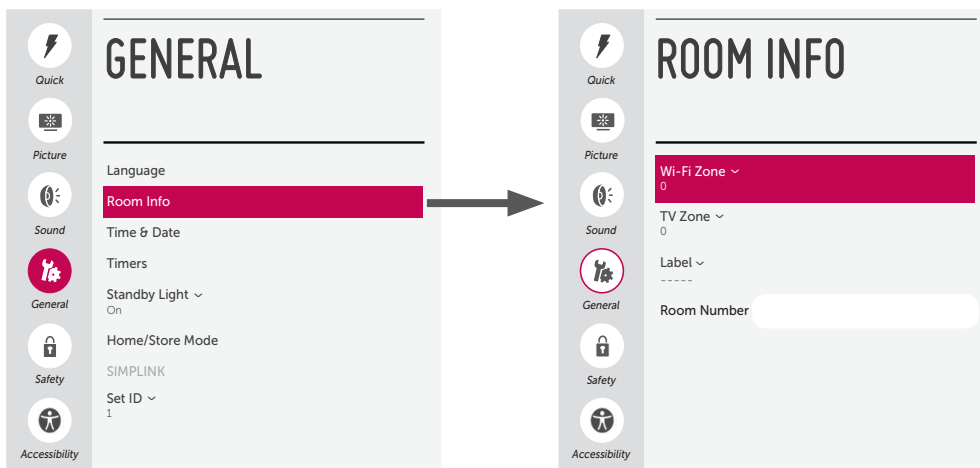 GENERAL
Quick
Picture
Sound
General
Safety
Accessibility
Language
Room Info
Time & Date
Timers
Standby Light
On
Home/Store Mode
SIMPLINK
Set ID
1
ROOM INFO
Quick
Picture
Sound
General
Safety
Accessibility
Wi-Fi Zone
0
TV Zone
0
Label
-----
Room Number